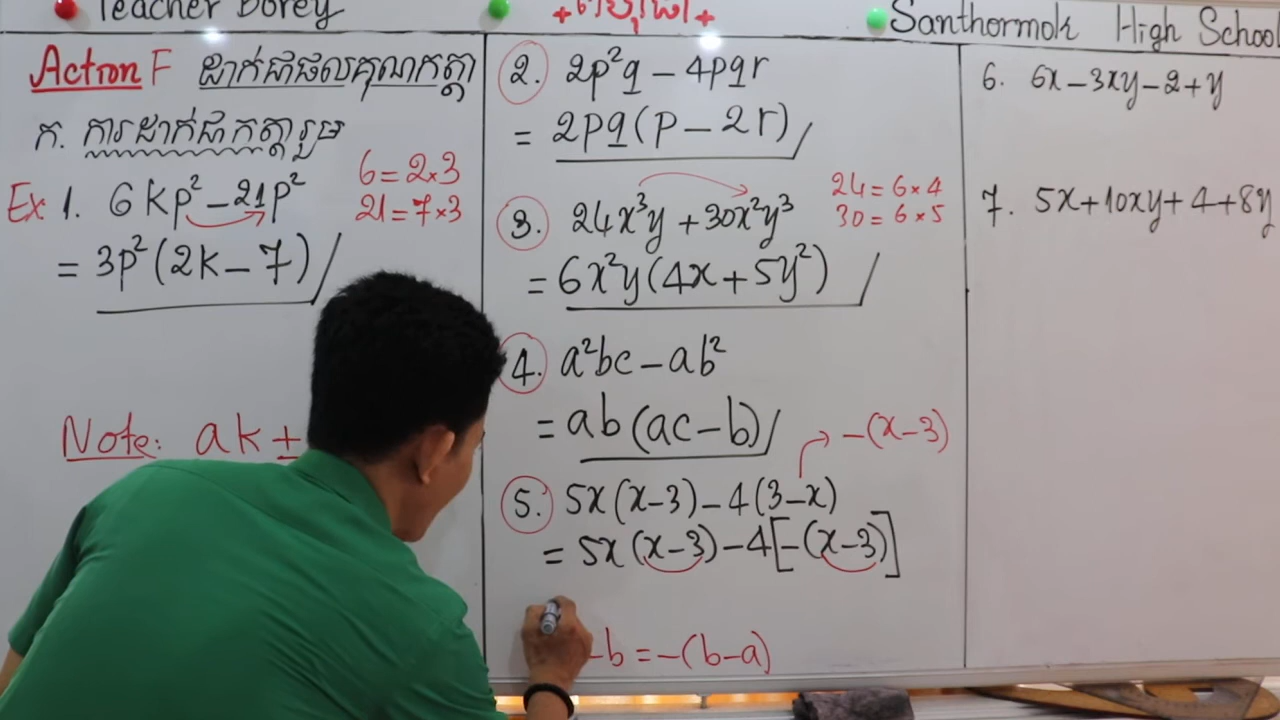 Teacher Borey
Santhormok High School
Action F ដាក់ជាផលគុណកត្តា
ក. ការដាក់ជាកត្តារួម
Ex 1. 6kp² – 21p²
6 = 2×3
21 = 7×3
= 3p²(2k – 7)/
Note: ak ±
2. 2p²q – 4pqr
= 2pq(p – 2r)/
3. 24x³y + 30x²y³
24 = 6×4
30 = 6×5
= 6x²y(4x + 5y²)/
4. a²bc – ab²
= ab(ac – b)/
–(x–3)
5. 5x(x–3) – 4(3–x)
= 5x(x–3) – 4[–(x–3)]
–b = –(b–a)
6. 6x – 3xy – 2 + y
7. 5x + 10xy + 4 + 8y